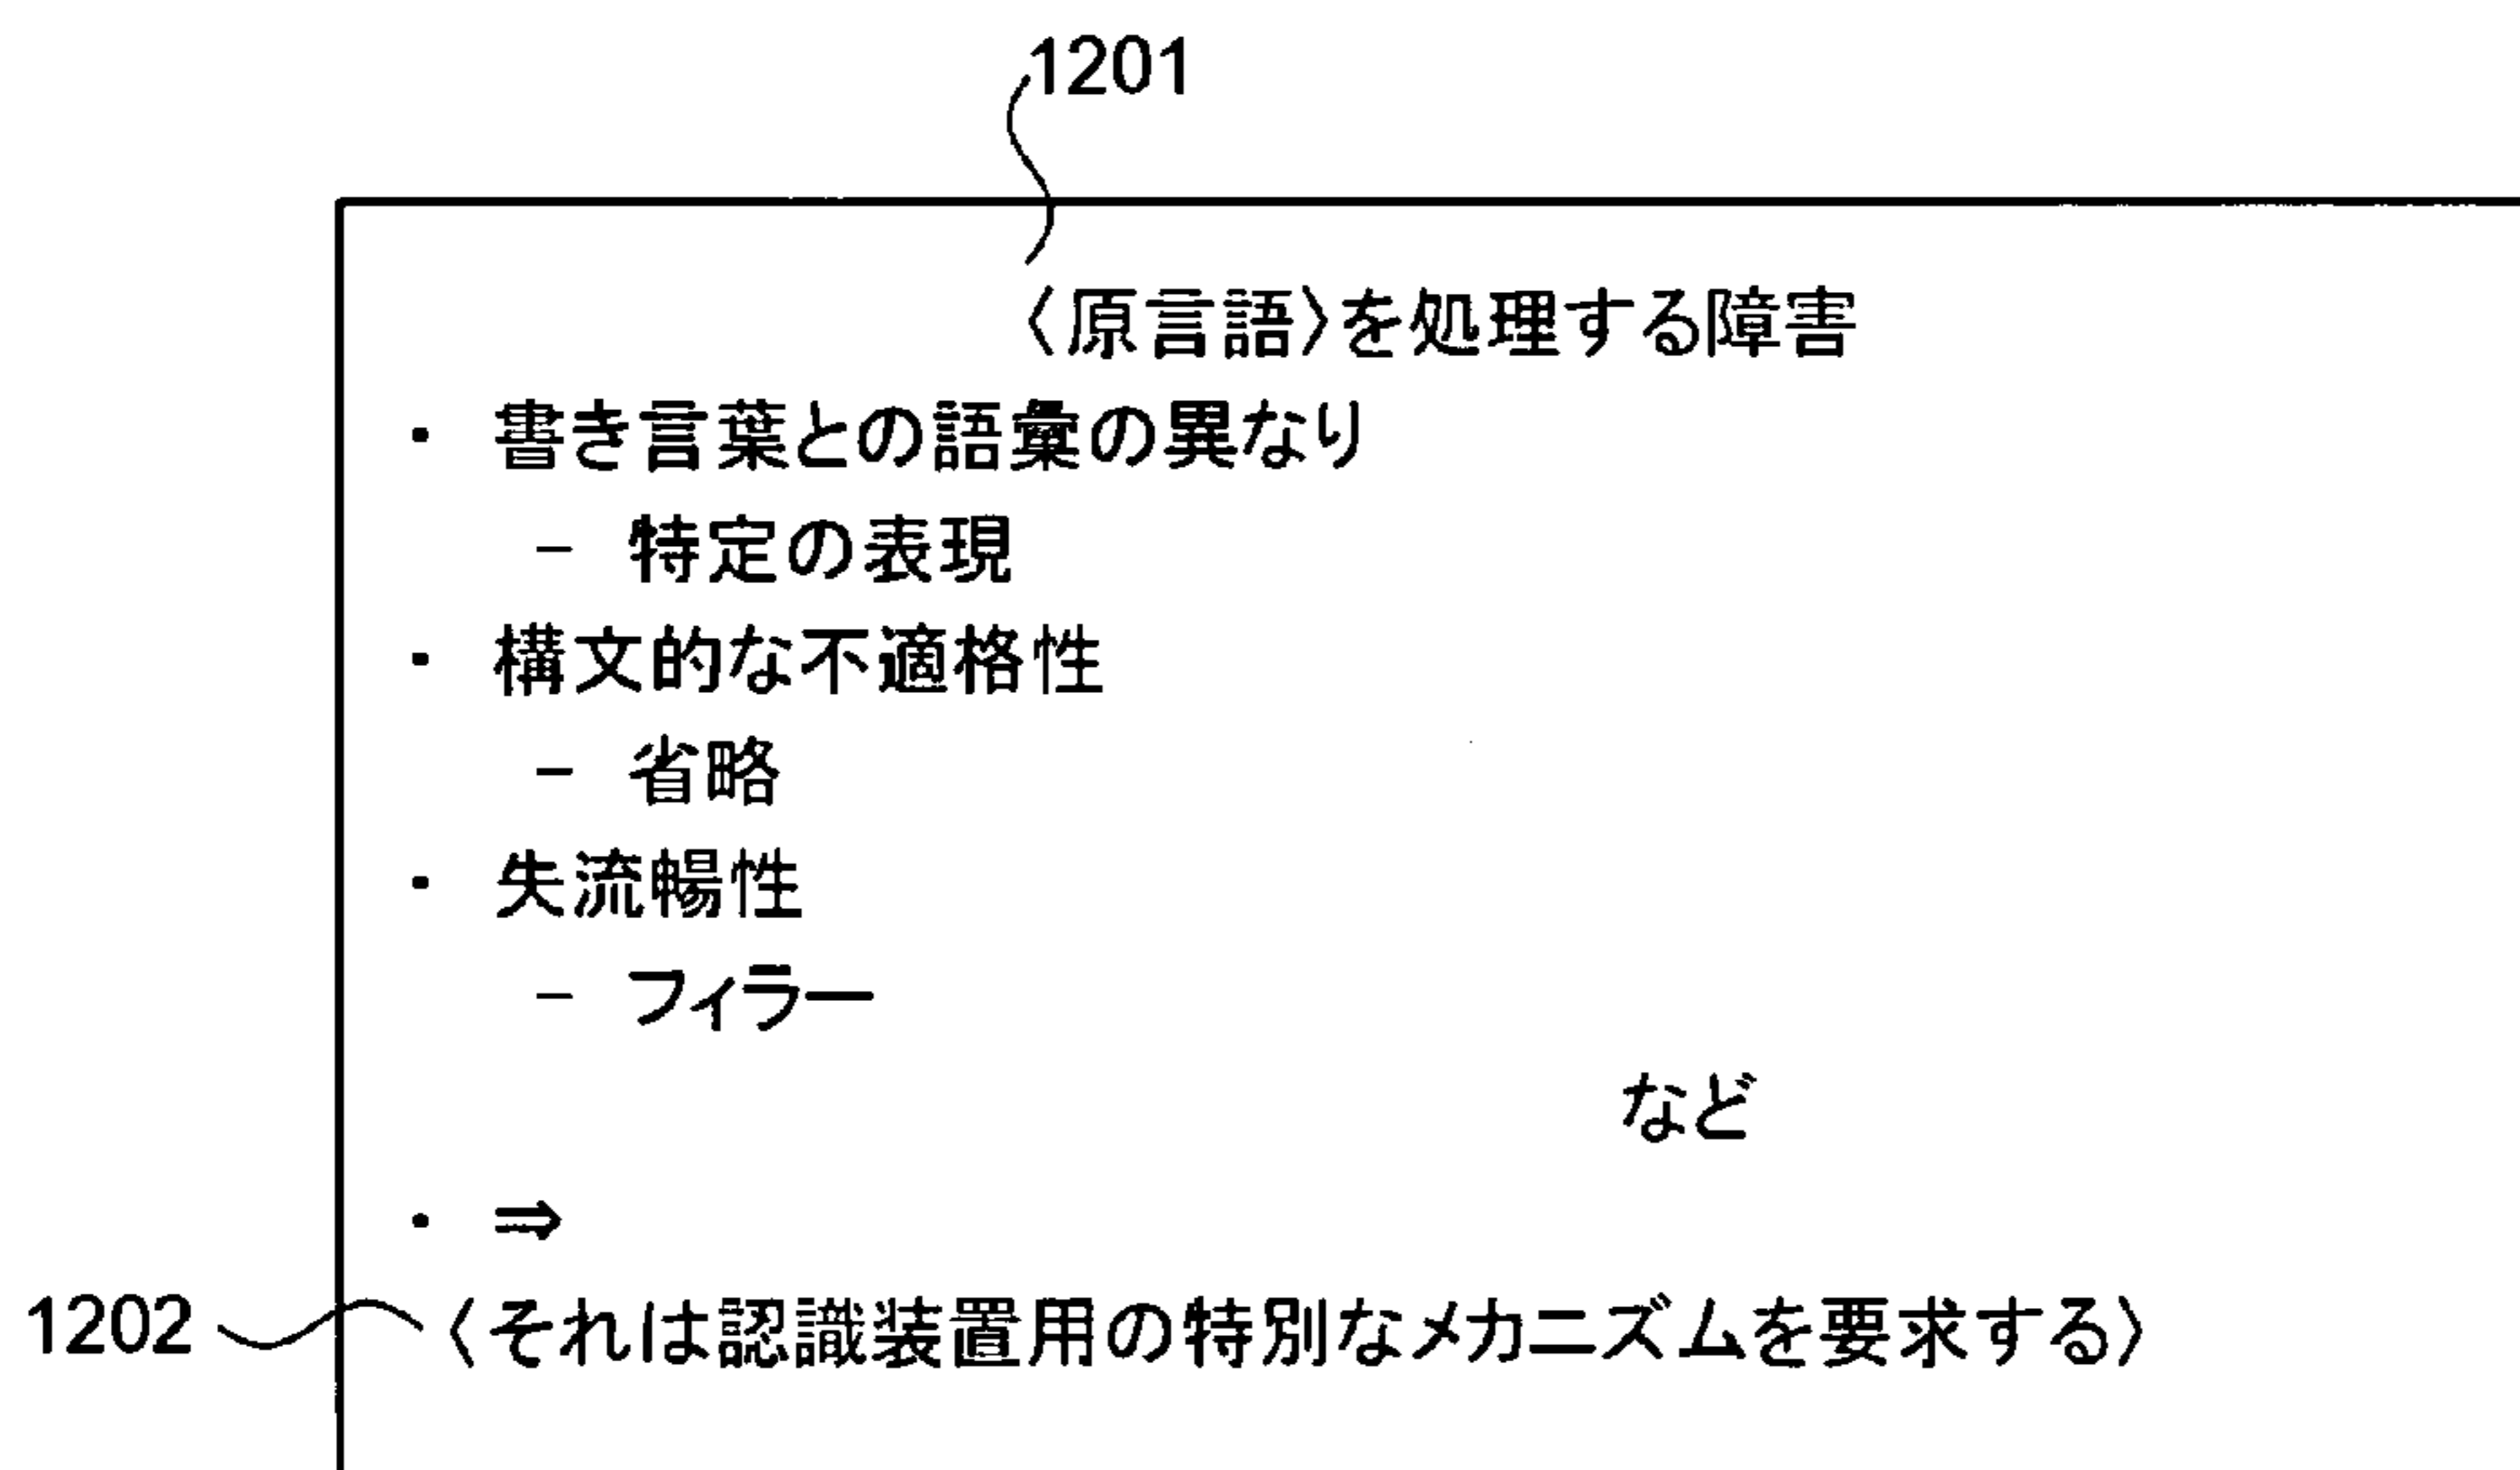 1201
〈原言語〉を処理する障害
・ 書き言葉との語彙の異なり
− 特定の表現
・ 構文的な不適格性
− 省略
・ 失流暢性
− フィラー
など
・ ⇒
1202 〈それは認識装置用の特別なメカニズムを要求する〉